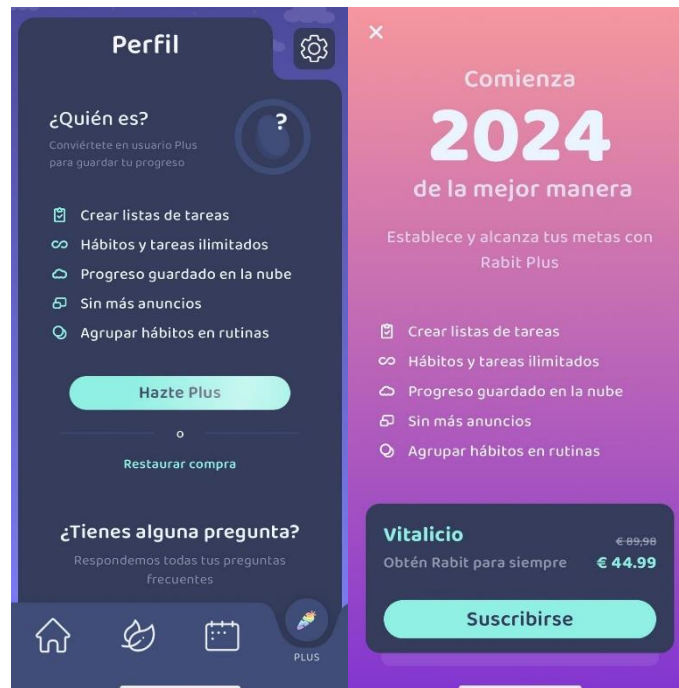 Perfil
¿Quién es?
?
Conviértete en usuario Plus
para guardar tu progreso
Crear listas de tareas
Hábitos y tareas ilimitados
Progreso guardado en la nube
Sin más anuncios
Agrupar hábitos en rutinas
Hazte Plus
o
Restaurar compra
¿Tienes alguna pregunta?
Respondemos todas tus preguntas
frecuentes
PLUS
Comienza
2024
de la mejor manera
Establece y alcanza tus metas con
Rabit Plus
Crear listas de tareas
Hábitos y tareas ilimitados
Progreso guardado en la nube
Sin más anuncios
Agrupar hábitos en rutinas
Vitalicio
€ 89,98
Obtén Rabit para siempre € 44.99
Suscribirse